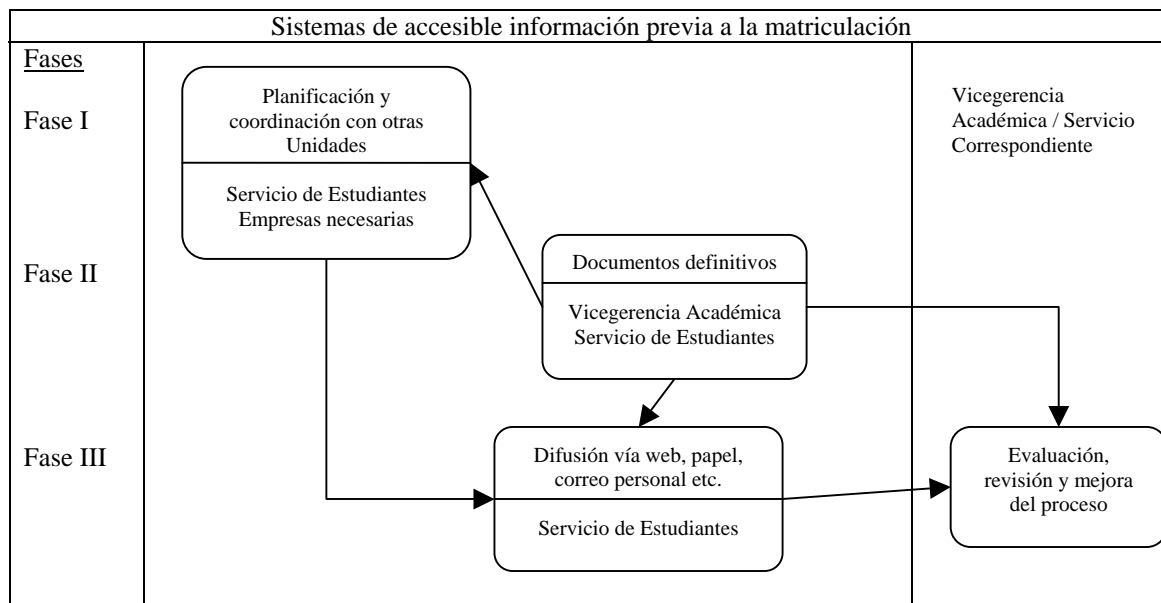 Sistemas de accesible información previa a la matriculación
Fases
Fase I
Planificación y
coordinación con otras
Unidades
Servicio de Estudiantes
Empresas necesarias
Vicegerencia
Académica / Servicio
Correspondiente
Fase II
Documentos definitivos
Vicegerencia Académica
Servicio de Estudiantes
Fase III
Difusión vía web, papel,
correo personal etc.
Servicio de Estudiantes
Evaluación,
revisión y mejora
del proceso